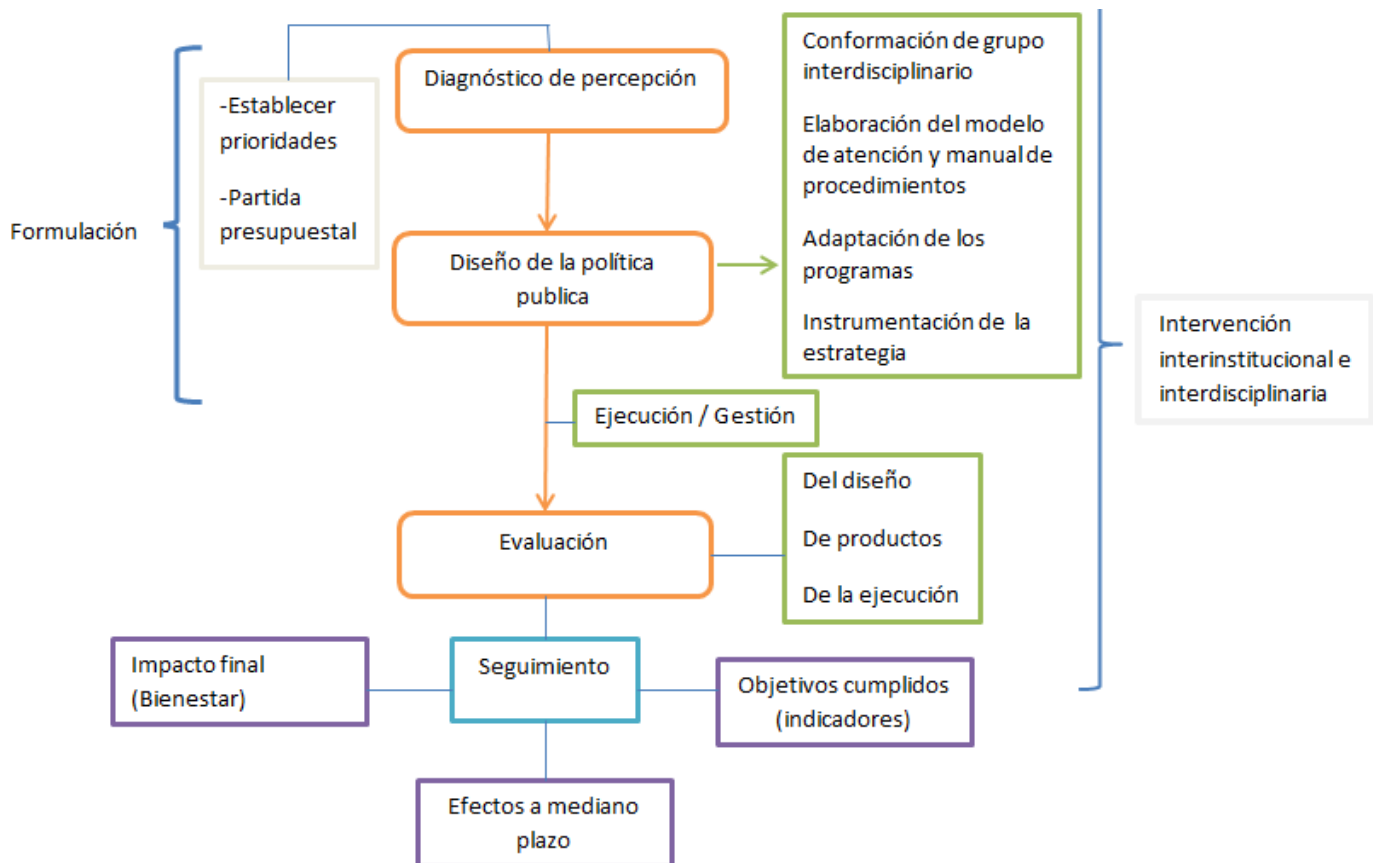 Formulación
-Establecer
prioridades
-Partida
presupuestal
Diagnóstico de percepción
Diseño de la política
publica
Conformación de grupo
interdisciplinario
Elaboración del modelo
de atención y manual de
procedimientos
Adaptación de los
programas
Instrumentación de la
estrategia
Intervención
interinstitucional e
interdisciplinaria
Ejecución / Gestión
Evaluación
Del diseño
De productos
De la ejecución
Impacto final
(Bienestar)
Seguimiento
Objetivos cumplidos
(indicadores)
Efectos a mediano
plazo